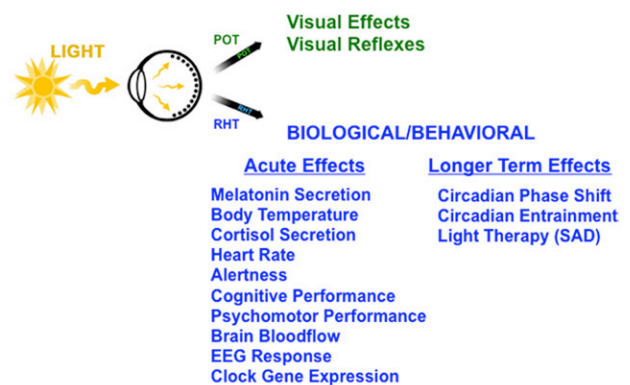 Visual Effects
Visual Reflexes
POT
POT
LIGHT
RHT
RHT
BIOLOGICAL/BEHAVIORAL
Acute Effects
Melatonin Secretion
Body Temperature
Cortisol Secretion
Heart Rate
Alertness
Cognitive Performance
Psychomotor Performance
Brain Bloodflow
EEG Response
Clock Gene Expression
Longer Term Effects
Circadian Phase Shift
Circadian Entrainment
Light Therapy (SAD)